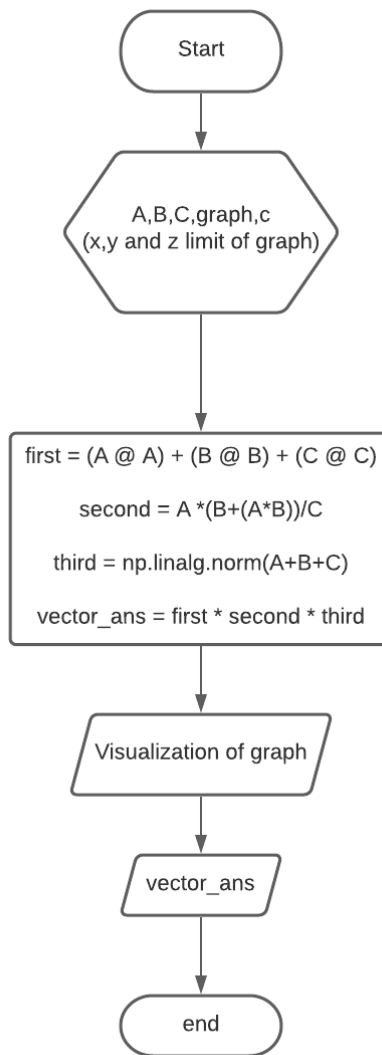 Start
A,B,C,graph,c
(x,y and z limit of graph)
first = (A @ A) + (B @ B) + (C @ C)
second = A *(B+(A*B))/C
third = np.linalg.norm(A+B+C)
vector_ans = first * second * third
Visualization of graph
vector_ans
end